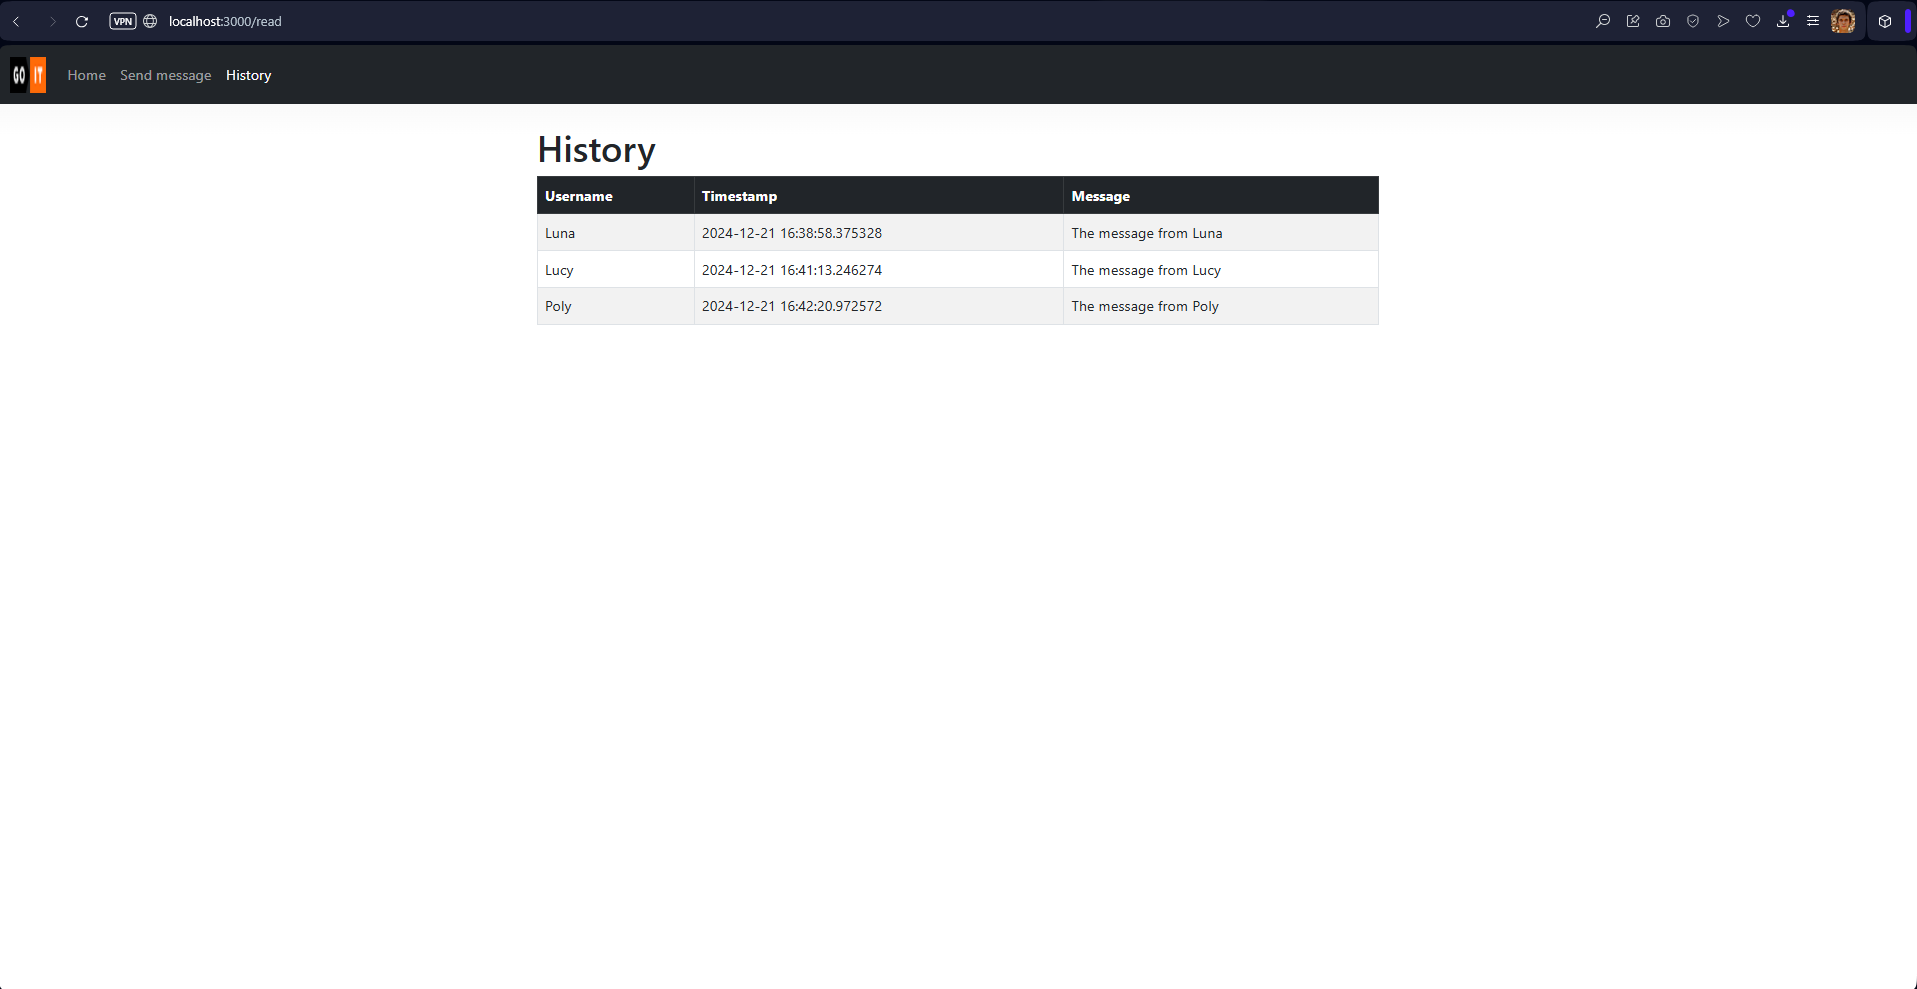 VPN localhost:3000/read
GO IT Home Send message History
History
Username Timestamp Message
Luna 2024-12-21 16:38:58.375328 The message from Luna
Lucy 2024-12-21 16:41:13.246274 The message from Lucy
Poly 2024-12-21 16:42:20.972572 The message from Poly